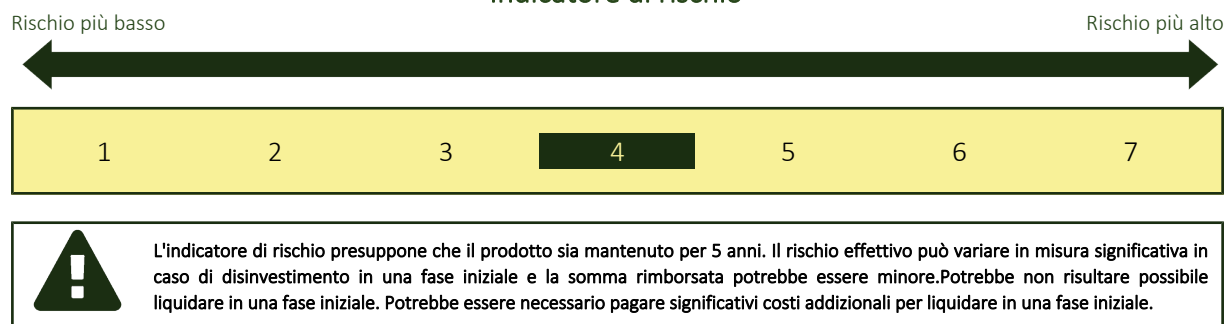 Indicatore di rischio
Rischio più basso Rischio più alto
1 2 3 4 5 6 7
L'indicatore di rischio presuppone che il prodotto sia mantenuto per 5 anni. Il rischio effettivo può variare in misura significativa in
caso di disinvestimento in una fase iniziale e la somma rimborsata potrebbe essere minore.Potrebbe non risultare possibile
liquidare in una fase iniziale. Potrebbe essere necessario pagare significativi costi addizionali per liquidare in una fase iniziale.